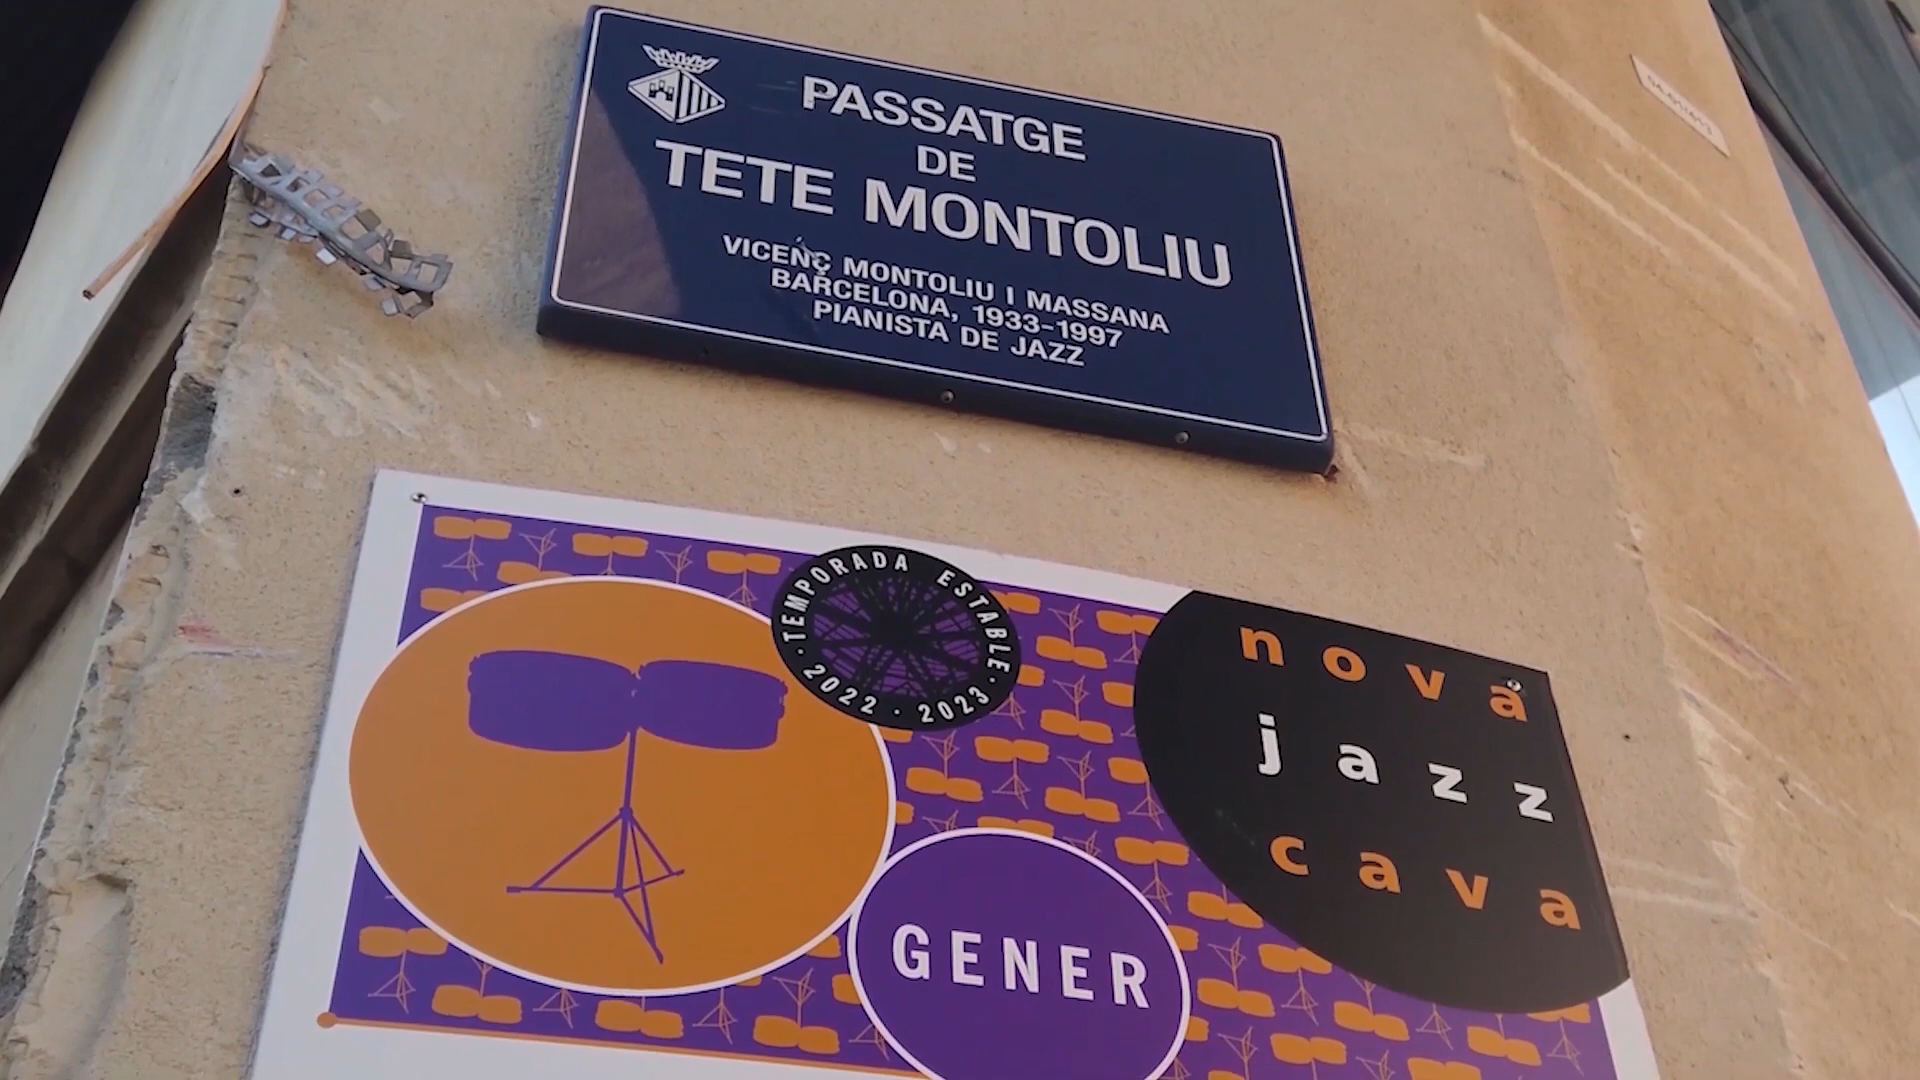 PASSATGE
DE
TETE MONTOLIU
VICENÇ MONTOLIU I MASSANA
BARCELONA, 1933-1997
PIANISTA DE JAZZ
· TEMPORADA ESTABLE ·
2022 · 2023
nova
jazz
cava
GENER